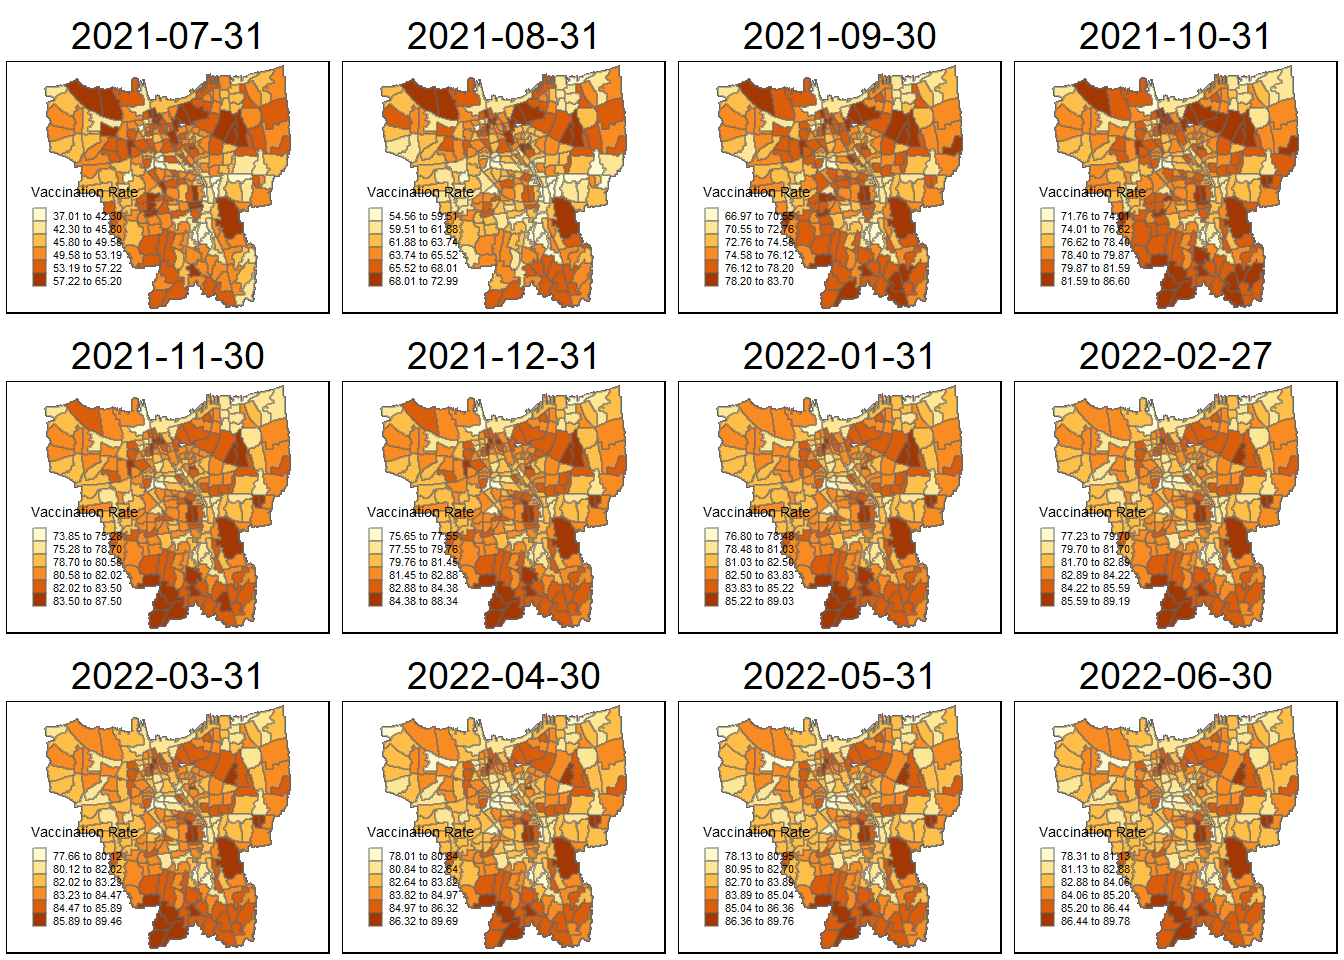 2021-07-31
2021-08-31
2021-09-30
2021-10-31
Vaccination Rate
37.01 to 42.30
42.30 to 45.80
45.80 to 49.58
49.58 to 53.19
53.19 to 57.22
57.22 to 65.20
Vaccination Rate
54.56 to 59.51
59.51 to 61.88
61.88 to 63.74
63.74 to 65.52
65.52 to 68.01
68.01 to 72.99
Vaccination Rate
66.97 to 70.55
70.55 to 72.76
72.76 to 74.58
74.58 to 76.12
76.12 to 78.20
78.20 to 83.70
Vaccination Rate
71.76 to 74.01
74.01 to 76.62
76.62 to 78.40
78.40 to 79.87
79.87 to 81.59
81.59 to 86.60
2021-11-30
2021-12-31
2022-01-31
2022-02-27
Vaccination Rate
73.85 to 75.28
75.28 to 78.70
78.70 to 80.58
80.58 to 82.02
82.02 to 83.50
83.50 to 87.50
Vaccination Rate
75.65 to 77.55
77.55 to 79.76
79.76 to 81.45
81.45 to 82.88
82.88 to 84.38
84.38 to 88.34
Vaccination Rate
76.80 to 78.48
78.48 to 81.03
81.03 to 82.50
82.50 to 83.83
83.83 to 85.22
85.22 to 89.03
Vaccination Rate
77.23 to 79.70
79.70 to 81.70
81.70 to 82.89
82.89 to 84.22
84.22 to 85.59
85.59 to 89.19
2022-03-31
2022-04-30
2022-05-31
2022-06-30
Vaccination Rate
77.66 to 80.12
80.12 to 82.02
82.02 to 83.23
83.23 to 84.47
84.47 to 85.89
85.89 to 89.46
Vaccination Rate
78.01 to 80.84
80.84 to 82.64
82.64 to 83.82
83.82 to 84.97
84.97 to 86.32
86.32 to 89.69
Vaccination Rate
78.13 to 80.95
80.95 to 82.70
82.70 to 83.89
83.89 to 85.04
85.04 to 86.36
86.36 to 89.76
Vaccination Rate
78.31 to 81.13
81.13 to 82.88
82.88 to 84.06
84.06 to 85.20
85.20 to 86.44
86.44 to 89.78